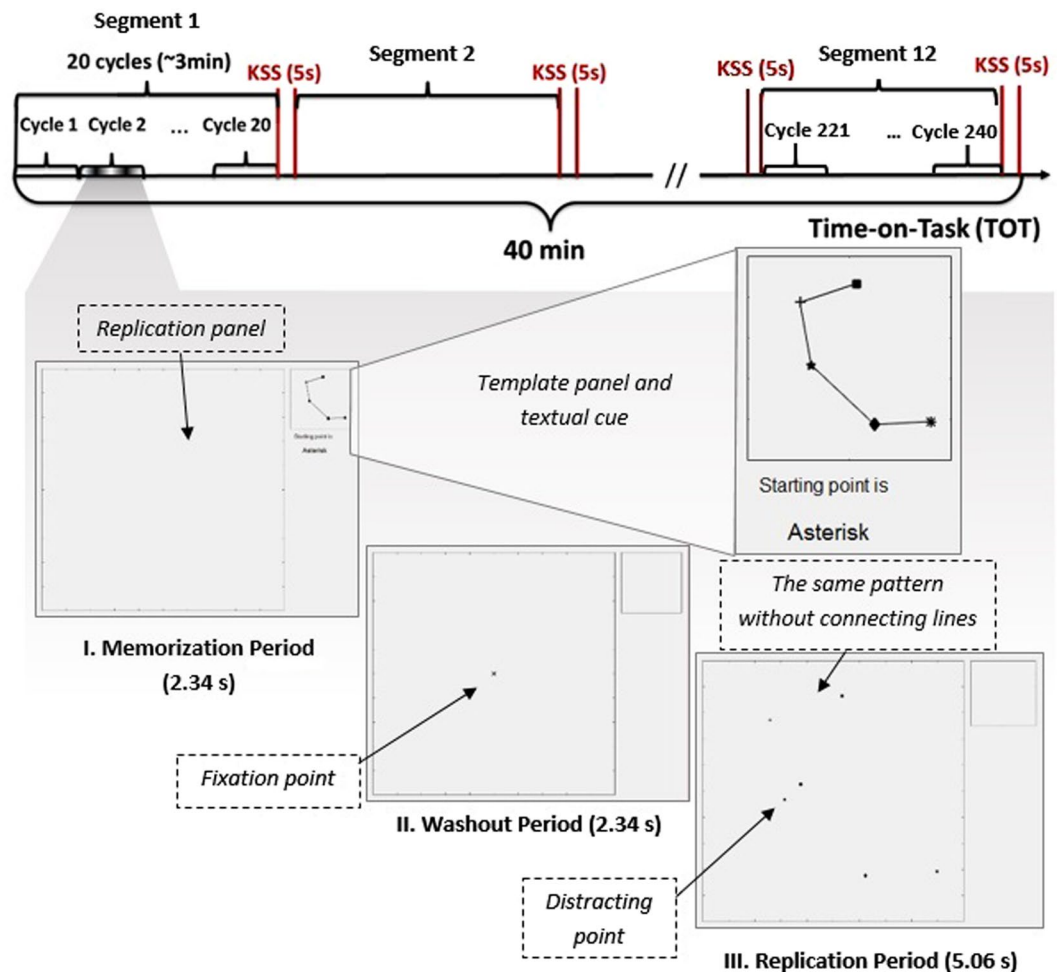 Segment 1
20 cycles (~3min)
KSS (5s)
Segment 2
KSS (5s)
KSS (5s)
Segment 12
KSS (5s)
Cycle 1
Cycle 2
...
Cycle 20
Cycle 221
...
Cycle 240
//
40 min
Time-on-Task (TOT)
Replication panel
Template panel and
textual cue
Starting point is
Asterisk
Starting point is
Asterisk
I. Memorization Period
(2.34 s)
The same pattern
without connecting lines
Fixation point
II. Washout Period (2.34 s)
Distracting
point
III. Replication Period (5.06 s)